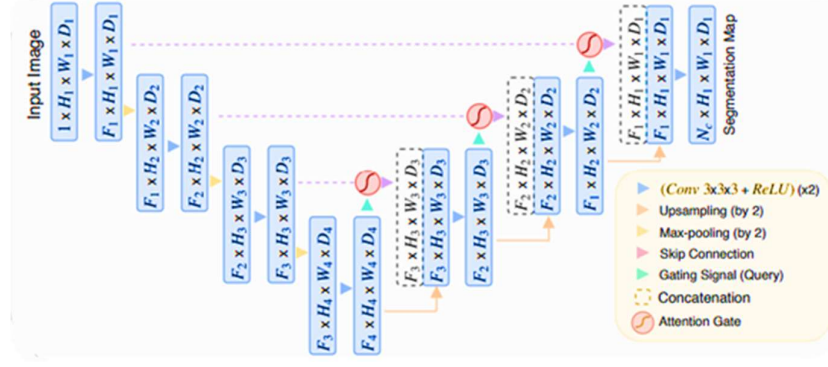 Input Image
1 x H₁ x W₁ x D₁
F₁ x H₁ x W₁ x D₁
F₁ x H₂ x W₂ x D₂
F₂ x H₂ x W₂ x D₂
F₂ x H₃ x W₃ x D₃
F₃ x H₃ x W₃ x D₃
F₃ x H₄ x W₄ x D₄
F₄ x H₄ x W₄ x D₄
F₃ x H₃ x W₃ x D₃
F₃ x H₃ x W₃ x D₃
F₂ x H₃ x W₃ x D₃
F₂ x H₂ x W₂ x D₂
F₂ x H₂ x W₂ x D₂
F₁ x H₂ x W₂ x D₂
F₁ x H₁ x W₁ x D₁
F₁ x H₁ x W₁ x D₁
N꜀ x H₁ x W₁ x D₁
Segmentation Map
(Conv 3x3x3 + ReLU) (x2)
Upsampling (by 2)
Max-pooling (by 2)
Skip Connection
Gating Signal (Query)
Concatenation
Attention Gate